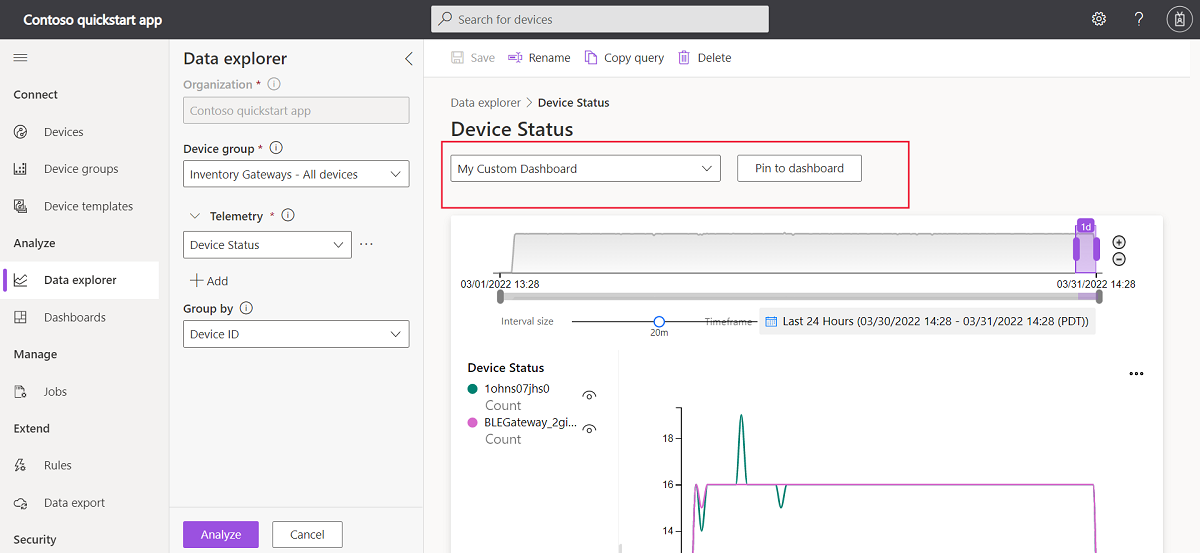 Contoso quickstart app
Search for devices
?
Connect
Devices
Device groups
Device templates
Analyze
Data explorer
Dashboards
Manage
Jobs
Extend
Rules
Data export
Security
Data explorer
Organization *
Contoso quickstart app
Device group *
Inventory Gateways - All devices
Telemetry *
Device Status
Add
Group by
Device ID
Analyze Cancel
Save Rename Copy query Delete
Data explorer > Device Status
Device Status
My Custom Dashboard Pin to dashboard
1d
03/01/2022 13:28 03/31/2022 14:28
Interval size 20m Timeframe Last 24 Hours (03/30/2022 14:28 - 03/31/2022 14:28 (PDT))
Device Status
1ohns07jhs0
Count
BLEGateway_2gi...
Count
18
16
14